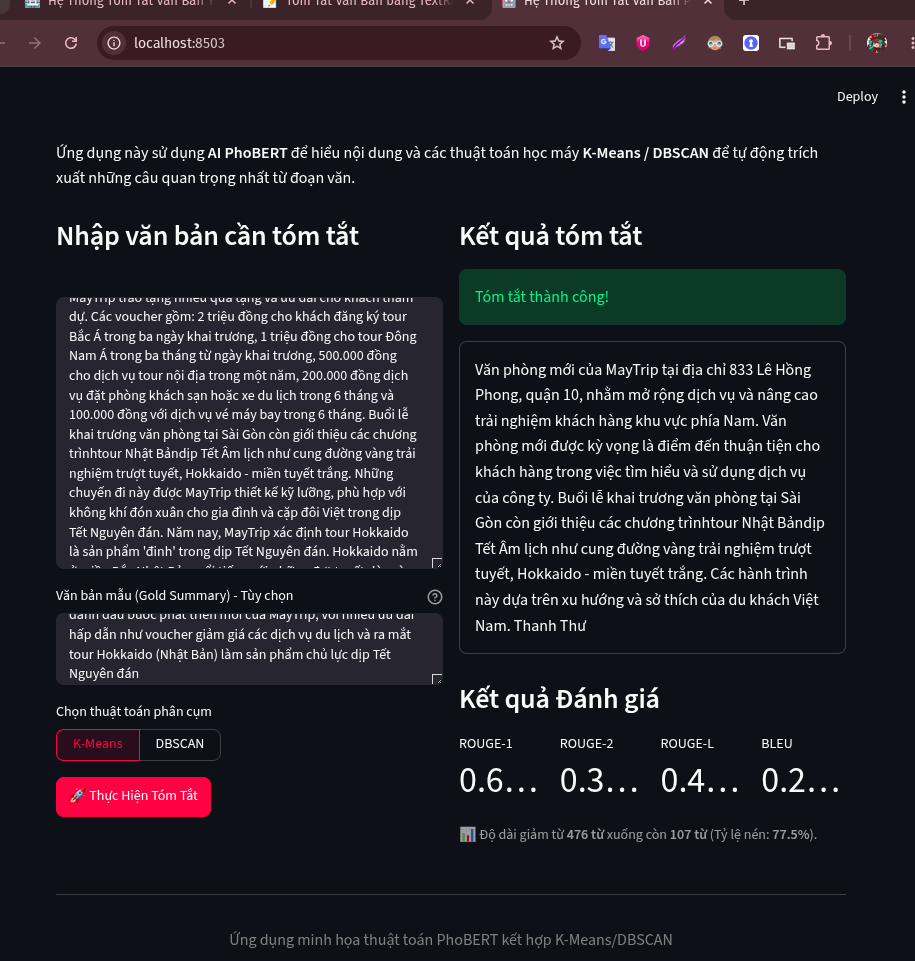 Hệ Thống Tóm Tắt Văn Bản
Tóm Tắt Văn Bản bằng
Hệ Thống Tóm Tắt Văn Bản
localhost:8503
Deploy
Ứng dụng này sử dụng AI PhoBERT để hiểu nội dung và các thuật toán học máy K-Means / DBSCAN để tự động trích
xuất những câu quan trọng nhất từ đoạn văn.
Nhập văn bản cần tóm tắt
MayTrip trao tặng nhiều quà tặng và ưu đãi cho khách tham
dự. Các voucher gồm: 2 triệu đồng cho khách đăng ký tour
Bắc Á trong ba ngày khai trương, 1 triệu đồng cho tour Đông
Nam Á trong ba tháng từ ngày khai trương, 500.000 đồng
cho dịch vụ tour nội địa trong một năm, 200.000 đồng dịch
vụ đặt phòng khách sạn hoặc xe du lịch trong 6 tháng và
100.000 đồng với dịch vụ vé máy bay trong 6 tháng. Buổi lễ
khai trương văn phòng tại Sài Gòn còn giới thiệu các chương
trìnhtour Nhật Bảndịp Tết Âm lịch như cung đường vàng trải
nghiệm trượt tuyết, Hokkaido - miền tuyết trắng. Những
chuyến đi này được MayTrip thiết kế kỹ lưỡng, phù hợp với
không khí đón xuân cho gia đình và cặp đôi Việt trong dịp
Tết Nguyên đán. Năm nay, MayTrip xác định tour Hokkaido
là sản phẩm 'đinh' trong dịp Tết Nguyên đán. Hokkaido nằm
Văn bản mẫu (Gold Summary) - Tùy chọn
đánh dấu bước phát triển mới của MayTrip, với nhiều ưu đãi
hấp dẫn như voucher giảm giá các dịch vụ du lịch và ra mắt
tour Hokkaido (Nhật Bản) làm sản phẩm chủ lực dịp Tết
Nguyên đán
Chọn thuật toán phân cụm
K-Means DBSCAN
🚀 Thực Hiện Tóm Tắt
Kết quả tóm tắt
Tóm tắt thành công!
Văn phòng mới của MayTrip tại địa chỉ 833 Lê Hồng
Phong, quận 10, nhằm mở rộng dịch vụ và nâng cao
trải nghiệm khách hàng khu vực phía Nam. Văn
phòng mới được kỳ vọng là điểm đến thuận tiện cho
khách hàng trong việc tìm hiểu và sử dụng dịch vụ
của công ty. Buổi lễ khai trương văn phòng tại Sài
Gòn còn giới thiệu các chương trìnhtour Nhật Bảndịp
Tết Âm lịch như cung đường vàng trải nghiệm trượt
tuyết, Hokkaido - miền tuyết trắng. Các hành trình
này dựa trên xu hướng và sở thích của du khách Việt
Nam. Thanh Thư
Kết quả Đánh giá
ROUGE-1 ROUGE-2 ROUGE-L BLEU
0.6... 0.3... 0.4... 0.2...
📊 Độ dài giảm từ 476 từ xuống còn 107 từ (Tỷ lệ nén: 77.5%).
Ứng dụng minh họa thuật toán PhoBERT kết hợp K-Means/DBSCAN